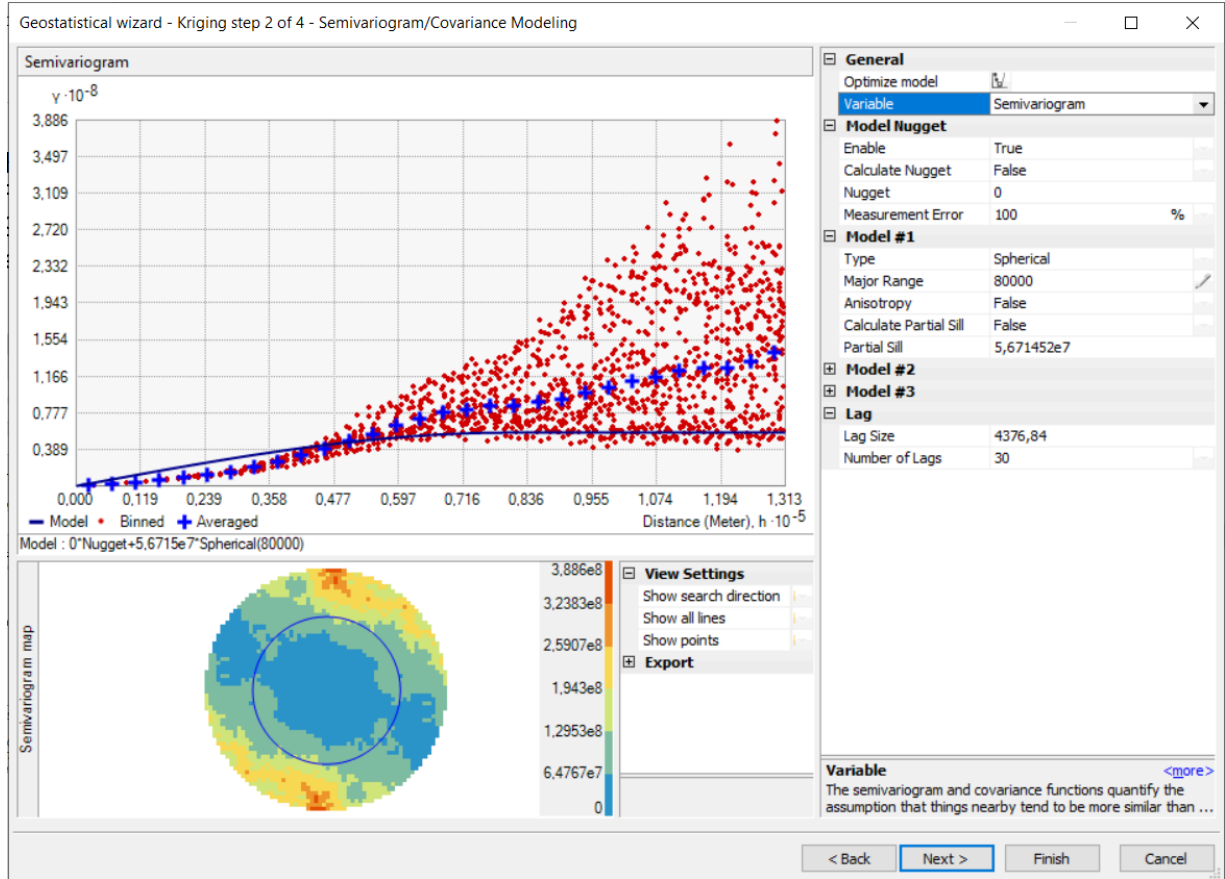 Geostatistical wizard - Kriging step 2 of 4 - Semivariogram/Covariance Modeling
Semivariogram
γ ·10-8
3,886
3,497
3,109
2,720
2,332
1,943
1,554
1,166
0,777
0,389
0,000 0,119 0,239 0,358 0,477 0,597 0,716 0,836 0,955 1,074 1,194 1,313
Model Binned Averaged Distance (Meter), h ·10-5
Model : 0*Nugget+5,6715e7*Spherical(80000)
Semivariogram map
3,886e8
3,2383e8
2,5907e8
1,943e8
1,2953e8
6,4767e7
0
View Settings
Show search direction
Show all lines
Show points
Export
General
Optimize model
Variable Semivariogram
Model Nugget
Enable True
Calculate Nugget False
Nugget 0
Measurement Error 100 %
Model #1
Type Spherical
Major Range 80000
Anisotropy False
Calculate Partial Sill False
Partial Sill 5,671452e7
Model #2
Model #3
Lag
Lag Size 4376,84
Number of Lags 30
Variable <more>
The semivariogram and covariance functions quantify the
assumption that things nearby tend to be more similar than ...
< Back Next > Finish Cancel